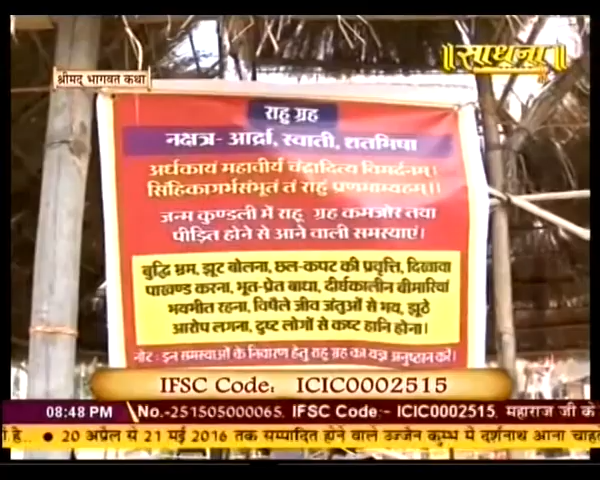 श्रीमद् भागवत कथा
॥साधना॥
राहु ग्रह
नक्षत्र- आर्द्रा, स्वाती, शतभिषा
अर्धकायं महावीर्यं चंद्रादित्य विमर्दनम्।
सिंहिकागर्भसंभूतं तं राहुं प्रणमाम्यहम्।।
जन्म कुण्डली में राहू ग्रह कमजोर तथा
पीड़ित होने से आने वाली समस्याएं।
बुद्धि भ्रम, झूट बोलना, छल-कपट की प्रवृत्ति, दिखावा
पाखण्ड करना, भूत-प्रेत बाधा, दीर्घकालीन बीमारियां
भयभीत रहना, विषैले जीव जंतुओं से भय, झूठे
आरोप लगना, दुष्ट लोगों से कष्ट हानि होना।
नोट : इन समस्याओं के निवारण हेतु राहु ग्रह का यज्ञ अनुष्ठान करें।
IFSC Code: ICIC0002515
08:48 PM
No.-251505000065. IFSC Code:- ICIC0002515. महाराज जी के
ी है... ● 20 अप्रैल से 21 मई 2016 तक सम्पादित होने वाले उज्जैन कुम्भ में दर्शनाथ आना चाहत